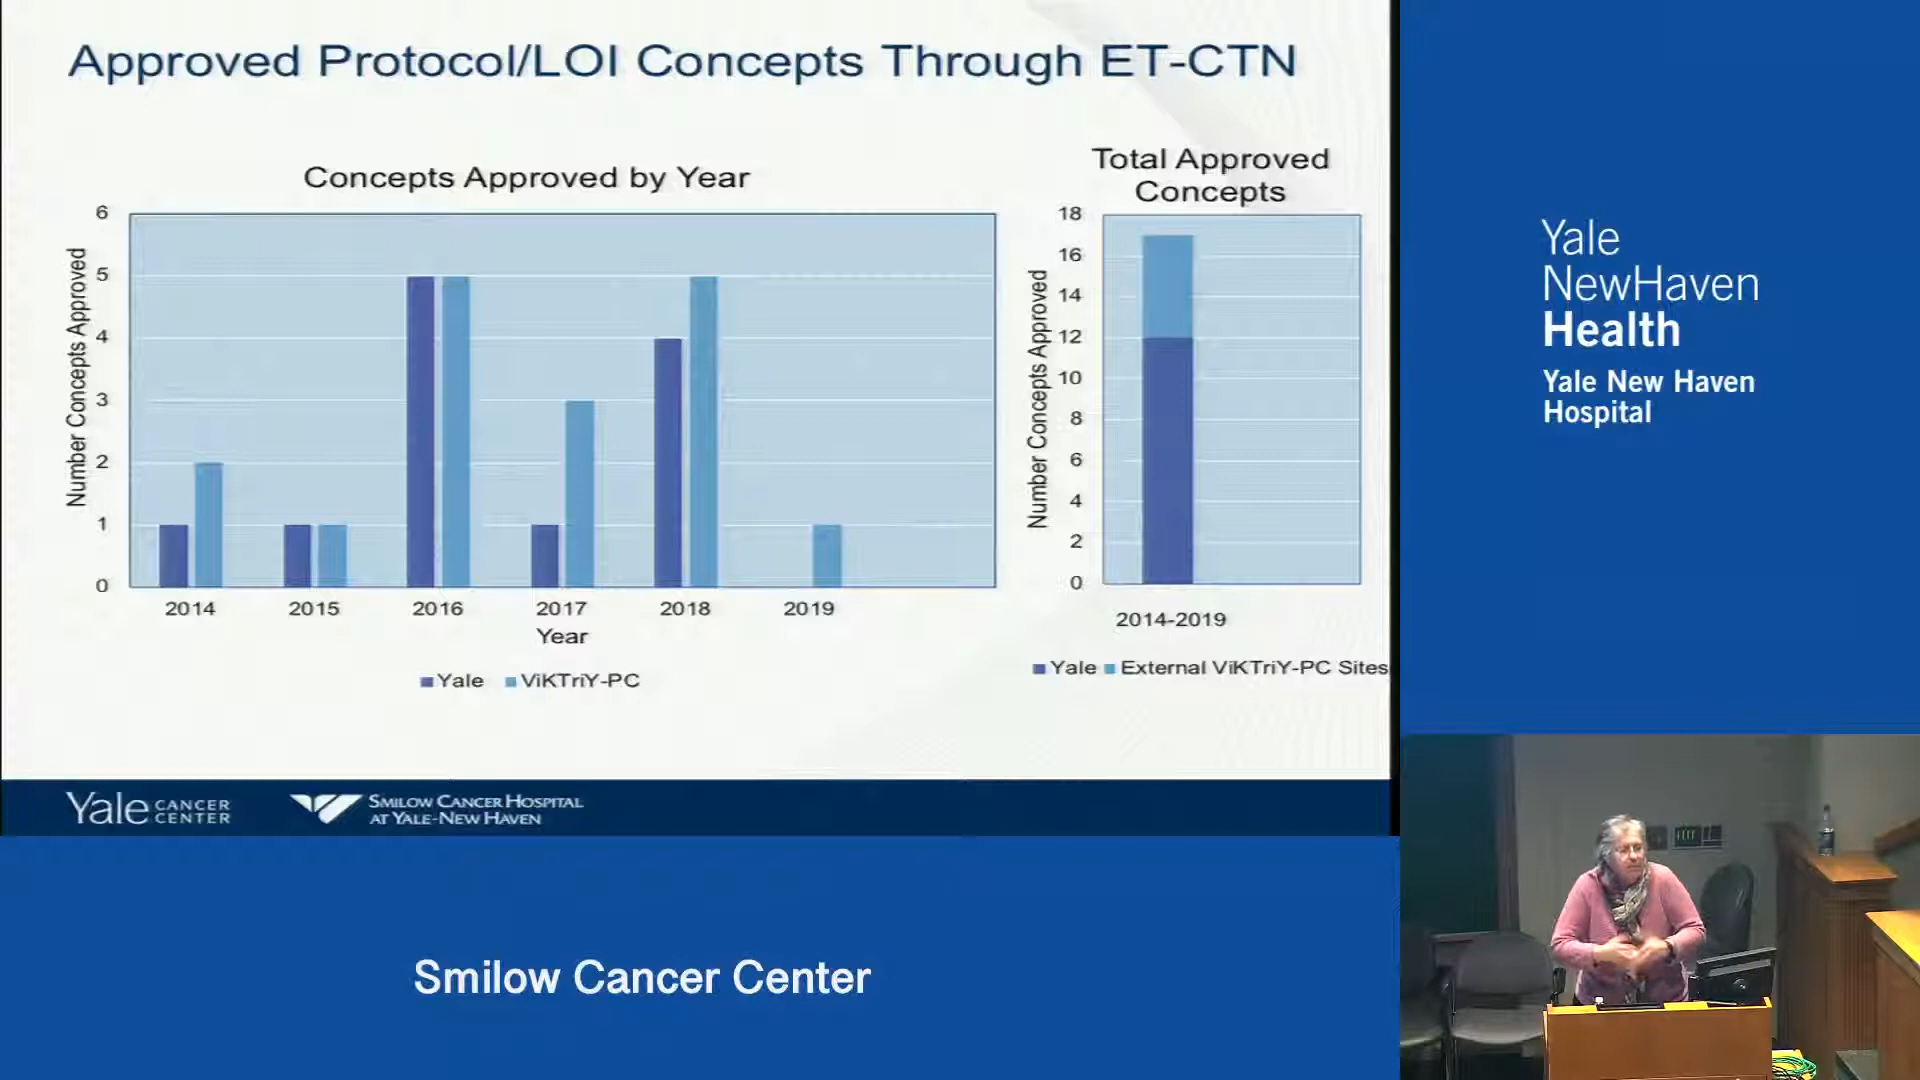 Approved Protocol/LOI Concepts Through ET-CTN
Concepts Approved by Year
Number Concepts Approved
6
5
4
3
2
1
0
2014 2015 2016 2017 2018 2019
Year
Yale ViKTriY-PC
Total Approved
Concepts
Number Concepts Approved
18
16
14
12
10
8
6
4
2
0
2014-2019
Yale External ViKTriY-PC Sites
Yale CANCER CENTER
SMILOW CANCER HOSPITAL
AT YALE-NEW HAVEN
Yale
NewHaven
Health
Yale New Haven
Hospital
Smilow Cancer Center